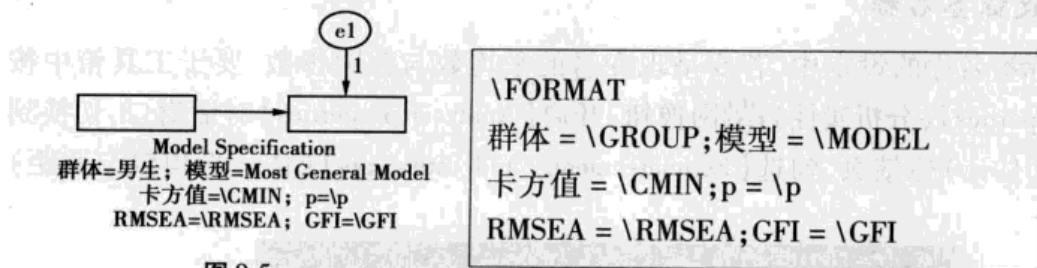 e1
1
Model Specification
群体=男生；模型=Most General Model
卡方值=\CMIN；p=\p
RMSEA=\RMSEA；GFI=\GFI
\FORMAT
群体 = \GROUP;模型 = \MODEL
卡方值 = \CMIN;p = \p
RMSEA = \RMSEA;GFI = \GFI